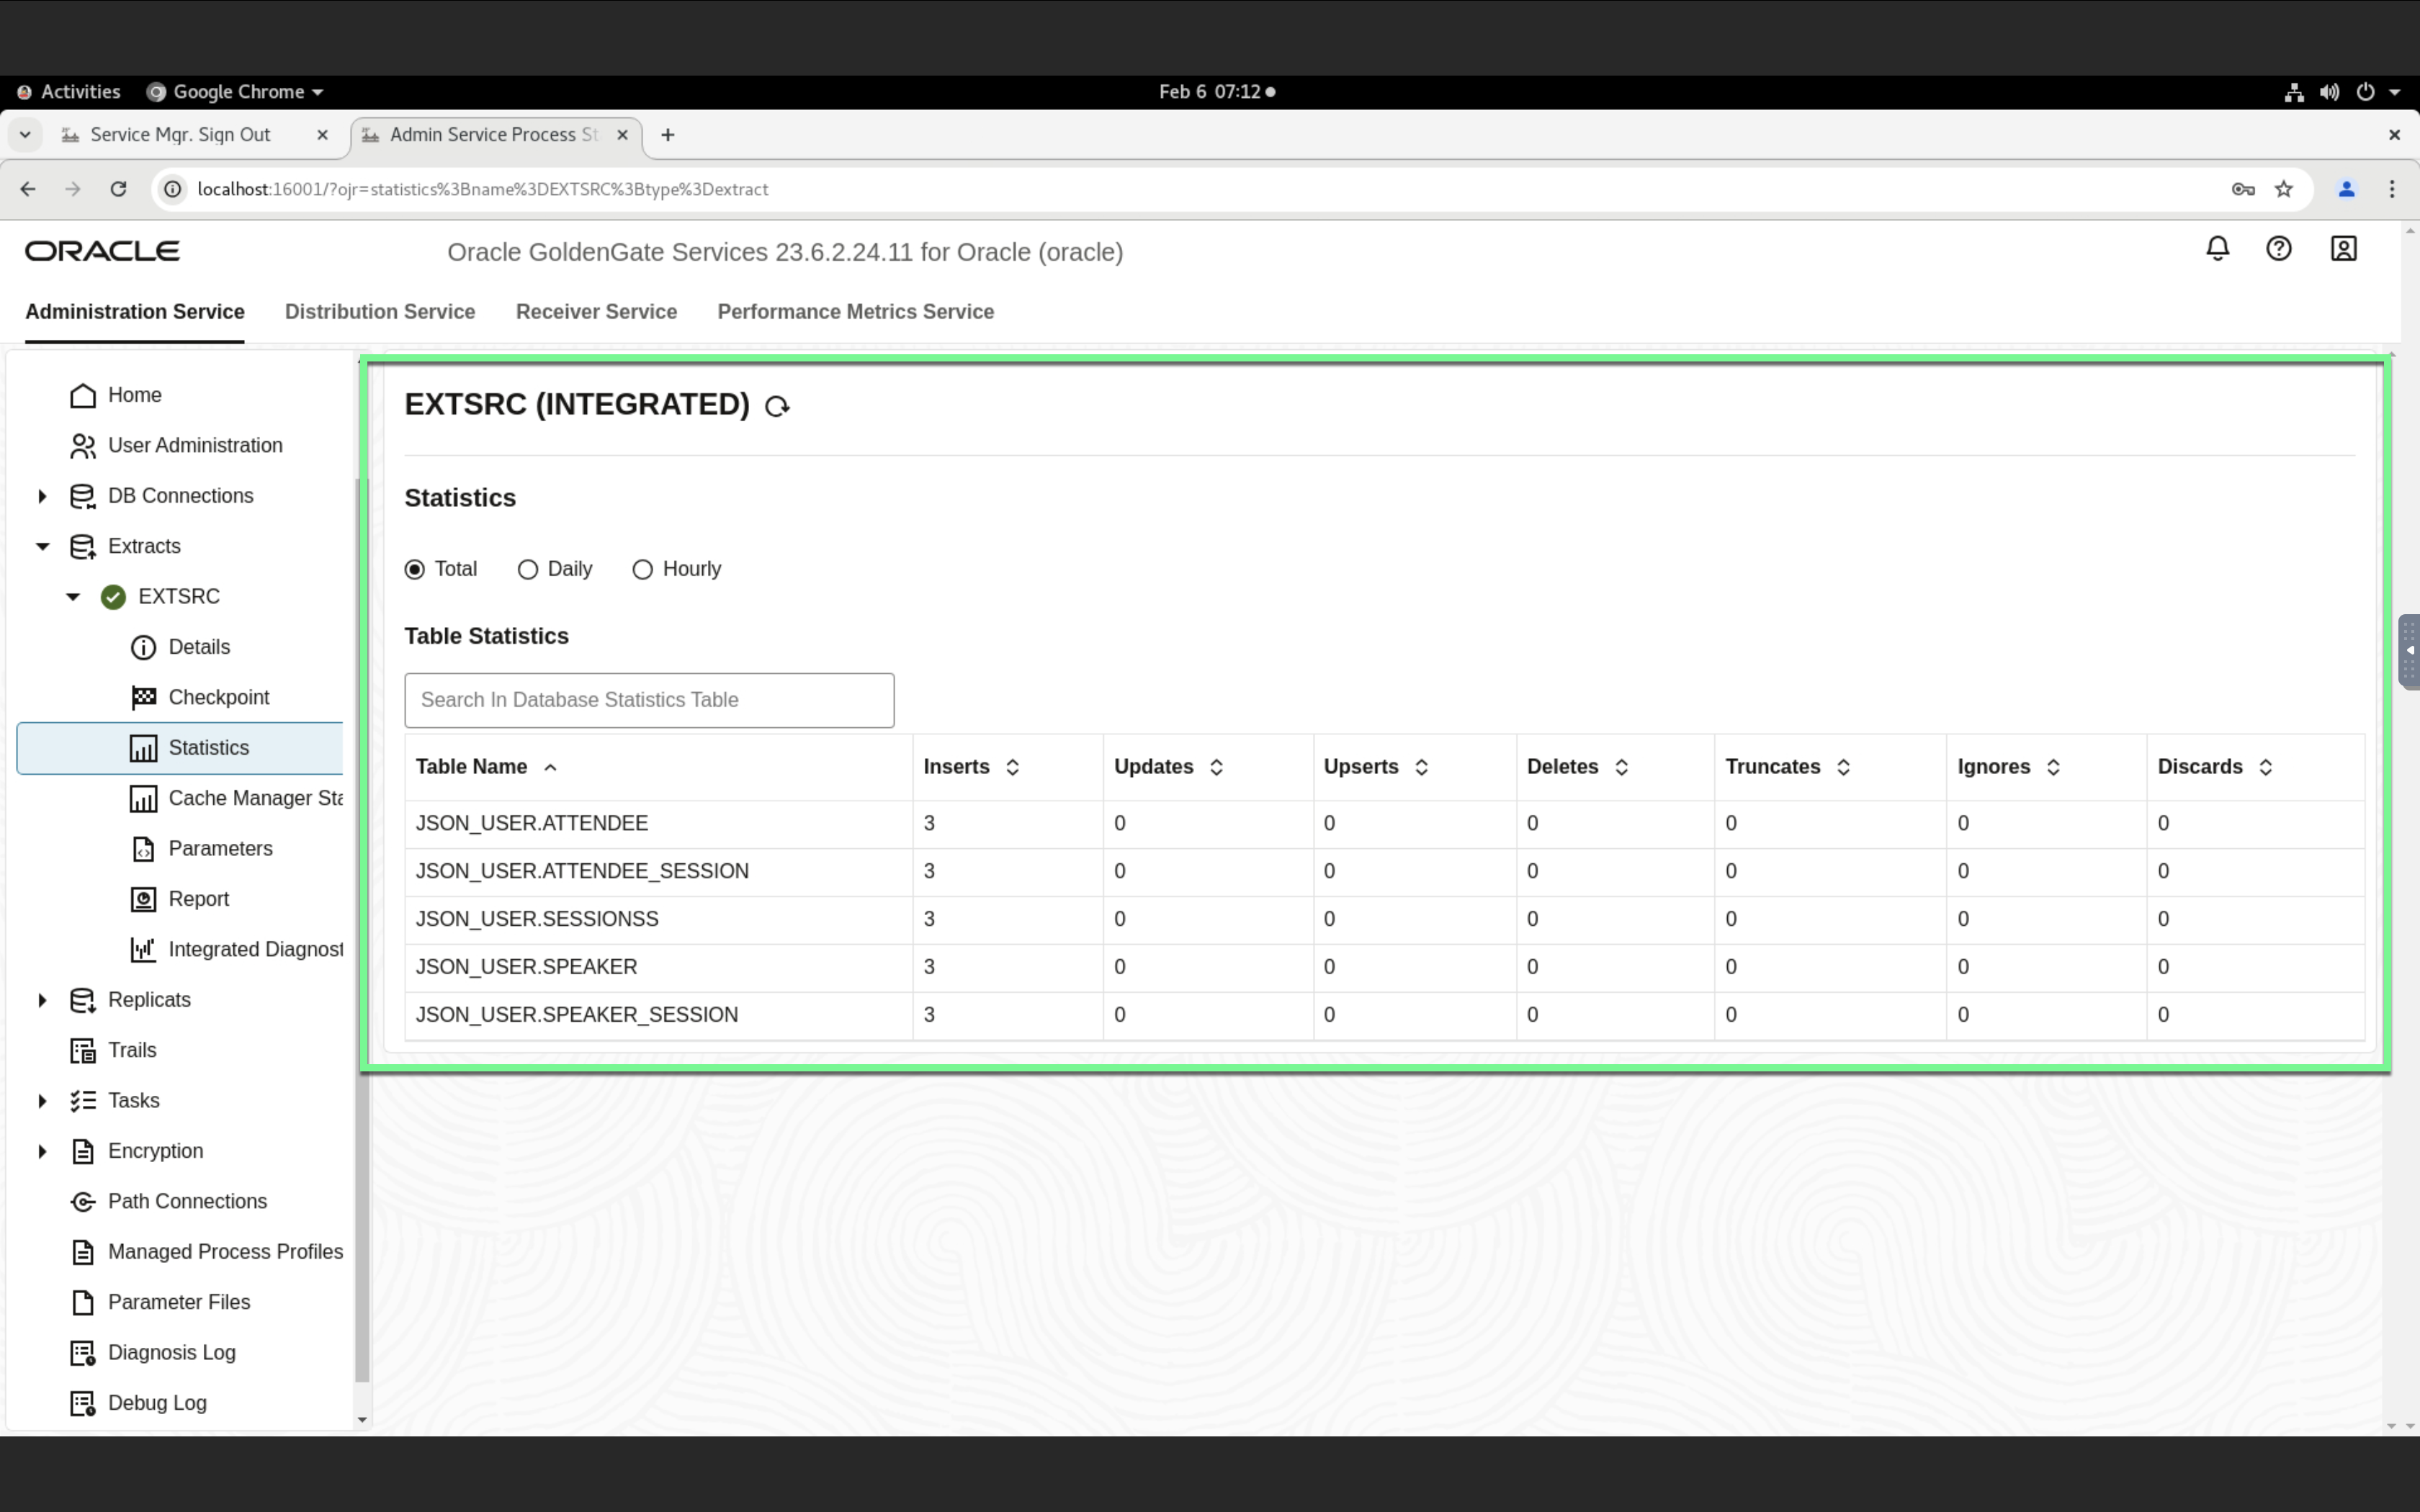 Activities Google Chrome Feb 6 07:12
Service Mgr. Sign Out Admin Service Process St
localhost:16001/?ojr=statistics%3Bname%3DEXTSRC%3Btype%3Dextract
ORACLE Oracle GoldenGate Services 23.6.2.24.11 for Oracle (oracle)
Administration Service Distribution Service Receiver Service Performance Metrics Service
Home
User Administration
DB Connections
Extracts
EXTSRC
Details
Checkpoint
Statistics
Cache Manager Sta
Parameters
Report
Integrated Diagnost
Replicats
Trails
Tasks
Encryption
Path Connections
Managed Process Profiles
Parameter Files
Diagnosis Log
Debug Log
EXTSRC (INTEGRATED)
Statistics
Total Daily Hourly
Table Statistics
Search In Database Statistics Table
Table Name Inserts Updates Upserts Deletes Truncates Ignores Discards
JSON_USER.ATTENDEE 3 0 0 0 0 0 0
JSON_USER.ATTENDEE_SESSION 3 0 0 0 0 0 0
JSON_USER.SESSIONSS 3 0 0 0 0 0 0
JSON_USER.SPEAKER 3 0 0 0 0 0 0
JSON_USER.SPEAKER_SESSION 3 0 0 0 0 0 0